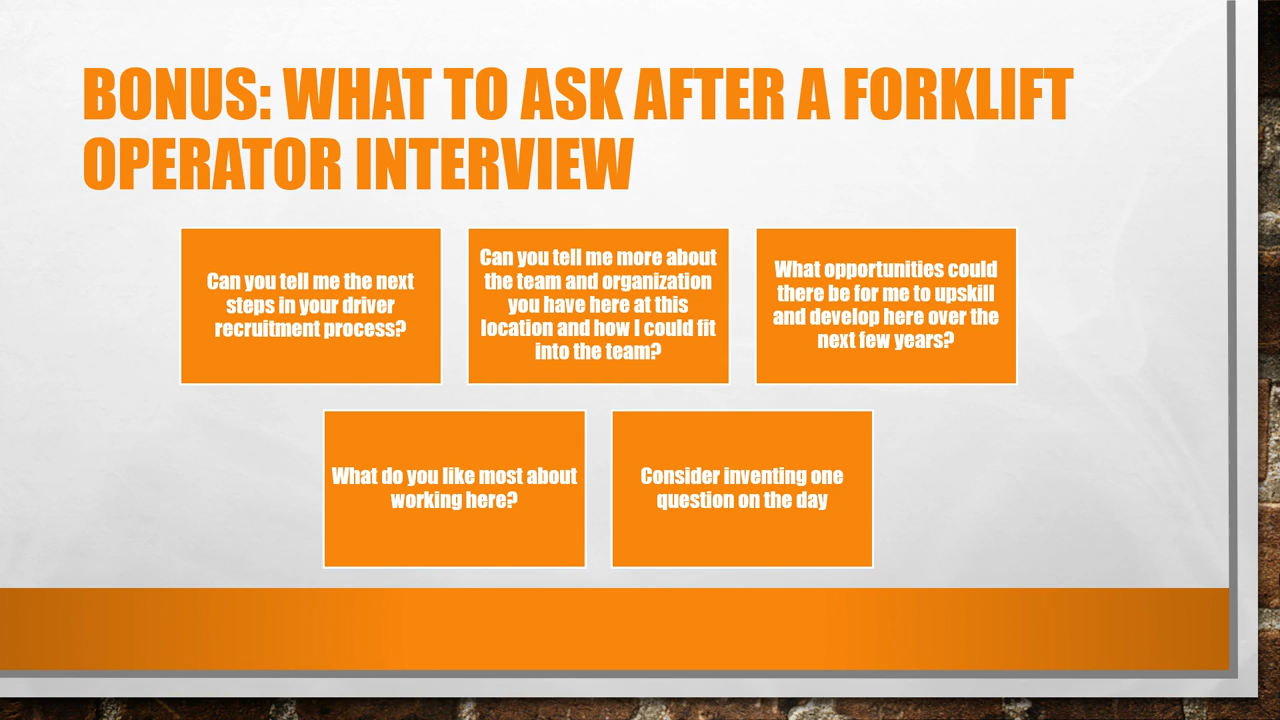 BONUS: WHAT TO ASK AFTER A FORKLIFT
OPERATOR INTERVIEW
Can you tell me the next
steps in your driver
recruitment process?
Can you tell me more about
the team and organization
you have here at this
location and how I could fit
into the team?
What opportunities could
there be for me to upskill
and develop here over the
next few years?
What do you like most about
working here?
Consider inventing one
question on the day